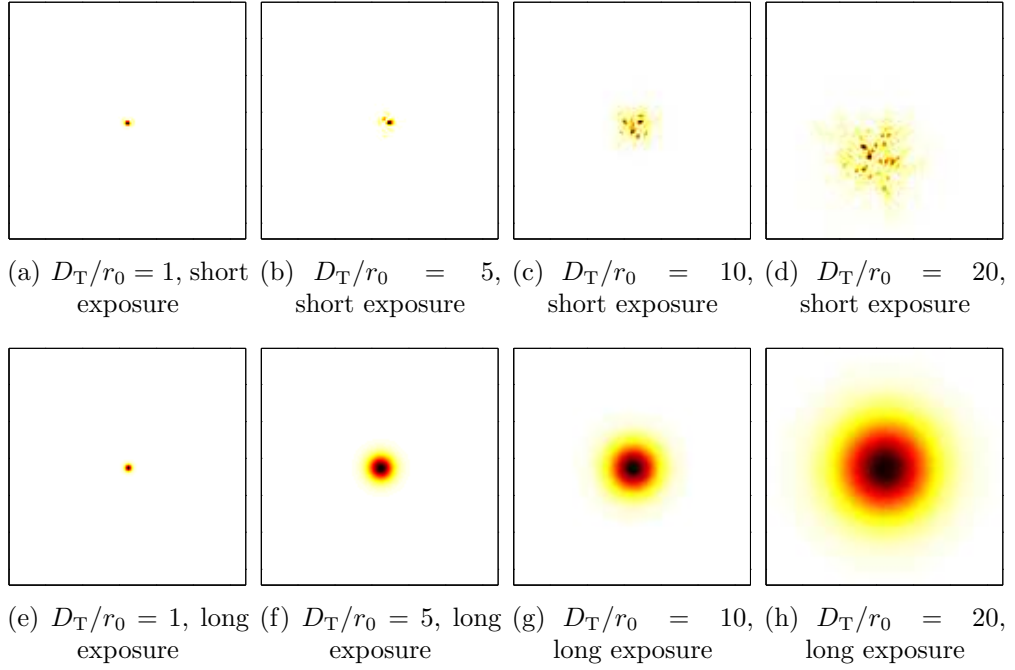 (a) D_T/r_0 = 1, short exposure
(b) D_T/r_0 = 5, short exposure
(c) D_T/r_0 = 10, short exposure
(d) D_T/r_0 = 20, short exposure
(e) D_T/r_0 = 1, long exposure
(f) D_T/r_0 = 5, long exposure
(g) D_T/r_0 = 10, long exposure
(h) D_T/r_0 = 20, long exposure